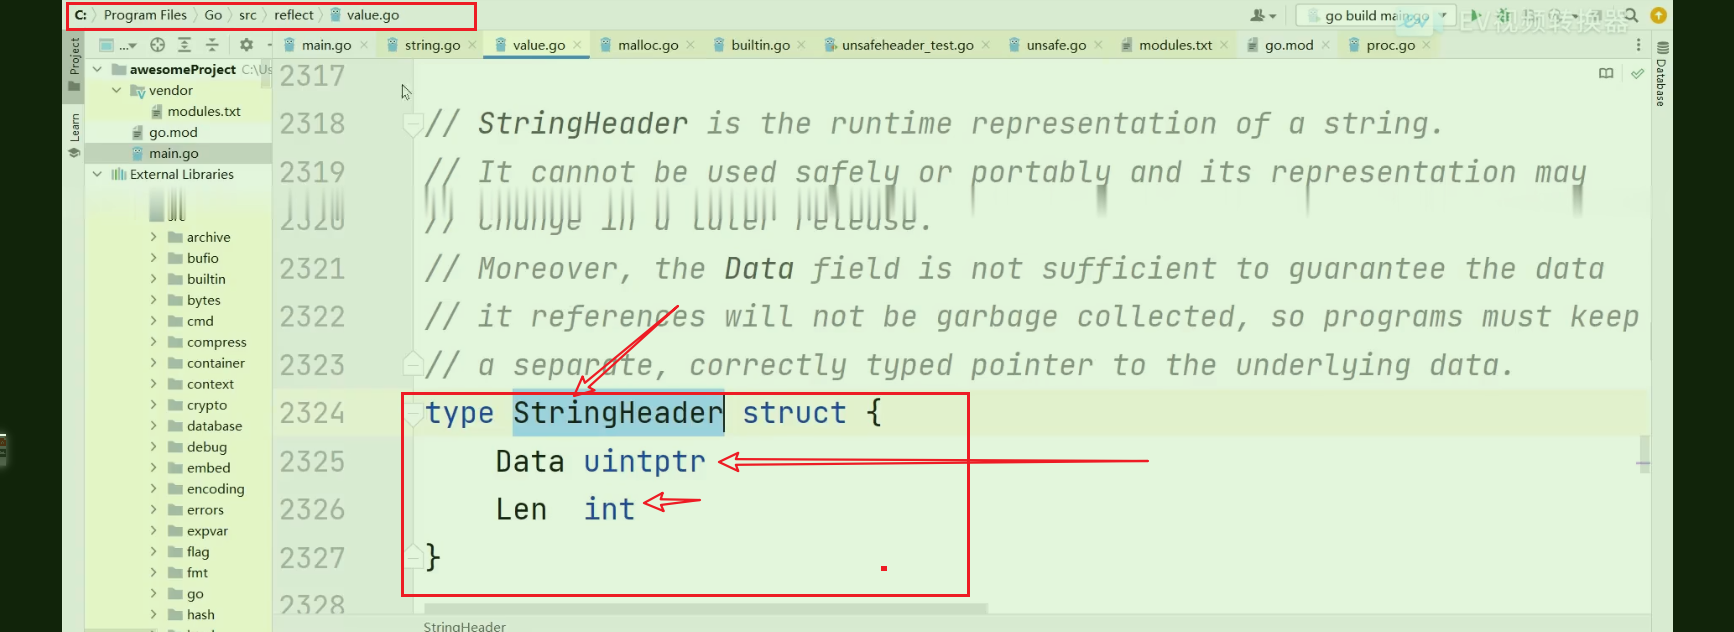 C: Program Files Go src reflect value.go
go build main.go
EV视频转换器
Project
...
main.go
string.go
value.go
malloc.go
builtin.go
unsafeheader_test.go
unsafe.go
modules.txt
go.mod
proc.go
Database
Learn
awesomeProject C:\Us
vendor
modules.txt
go.mod
main.go
External Libraries
archive
bufio
builtin
bytes
cmd
compress
container
context
crypto
database
debug
embed
encoding
errors
expvar
flag
fmt
go
hash
2317
2318 // StringHeader is the runtime representation of a string.
2319 // It cannot be used safely or portably and its representation may
2320 // change in a later release.
2321 // Moreover, the Data field is not sufficient to guarantee the data
2322 // it references will not be garbage collected, so programs must keep
2323 // a separate, correctly typed pointer to the underlying data.
2324 type StringHeader struct {
2325 Data uintptr
2326 Len int
2327 }
2328
StringHeader